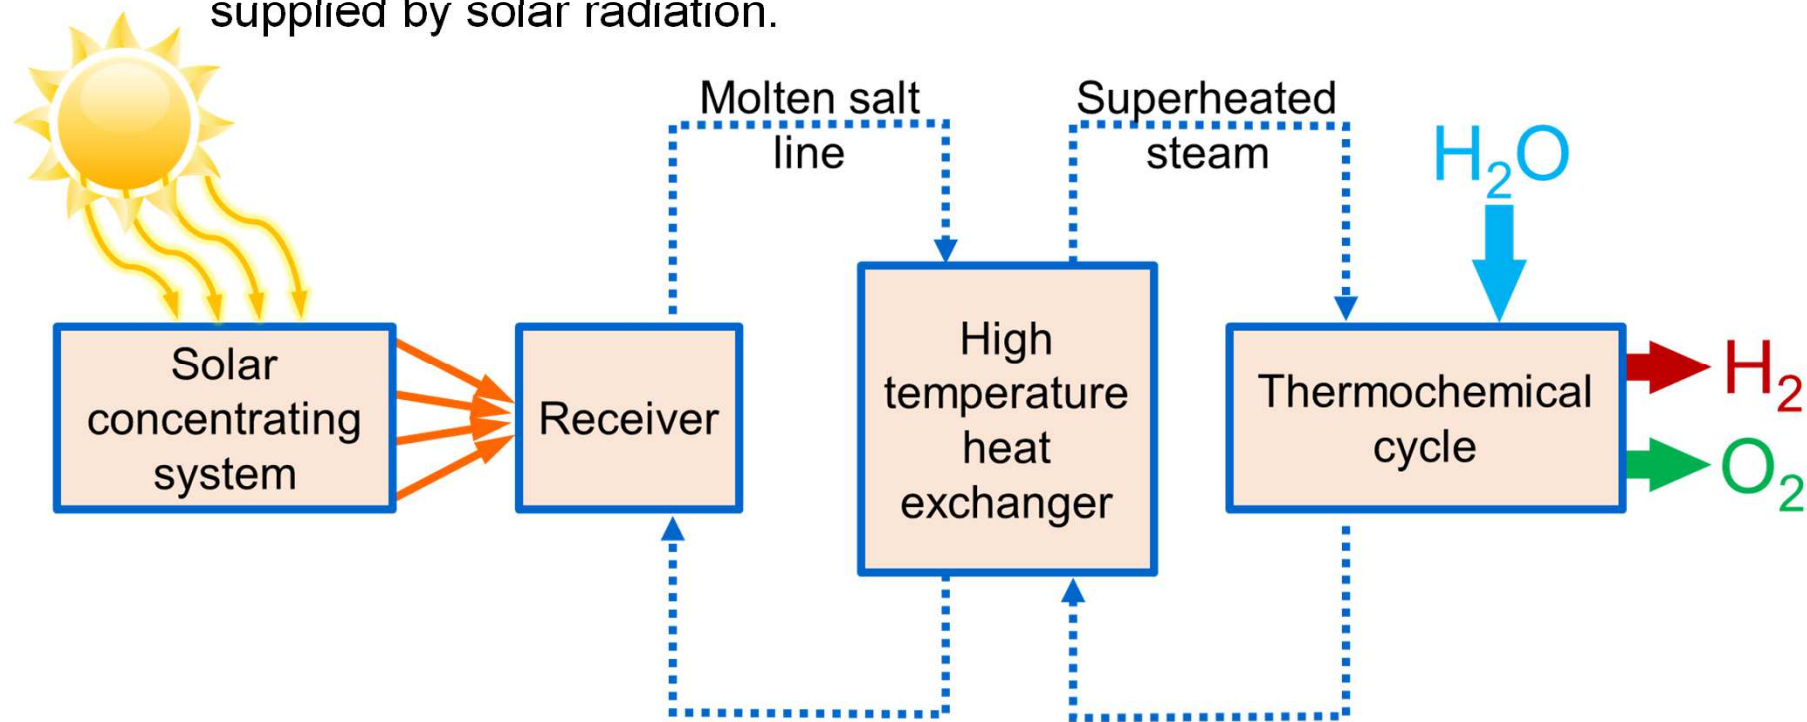 supplied by solar radiation.
Molten salt
line
Superheated
steam
H₂O
Solar
concentrating
system
Receiver
High
temperature
heat
exchanger
Thermochemical
cycle
H₂
O₂